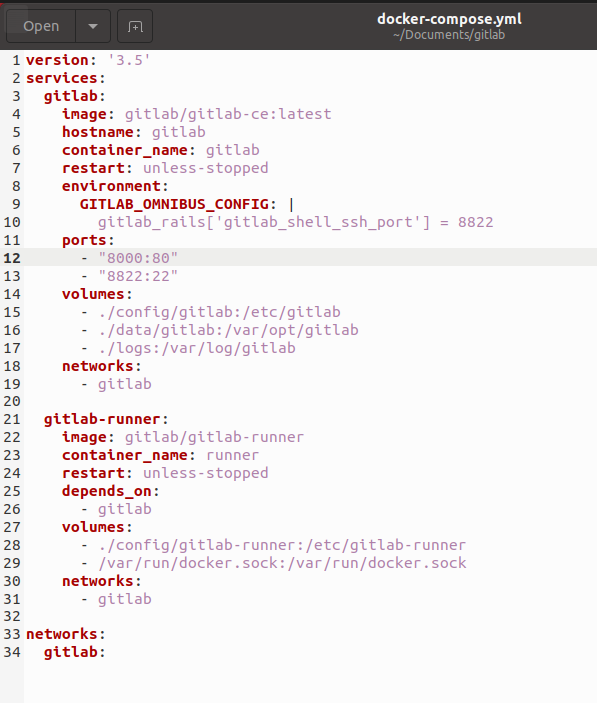 Open
docker-compose.yml
~/Documents/gitlab
1 version: '3.5'
2 services:
3   gitlab:
4     image: gitlab/gitlab-ce:latest
5     hostname: gitlab
6     container_name: gitlab
7     restart: unless-stopped
8     environment:
9       GITLAB_OMNIBUS_CONFIG: |
10         gitlab_rails['gitlab_shell_ssh_port'] = 8822
11     ports:
12       - "8000:80"
13       - "8822:22"
14     volumes:
15       - ./config/gitlab:/etc/gitlab
16       - ./data/gitlab:/var/opt/gitlab
17       - ./logs:/var/log/gitlab
18     networks:
19       - gitlab
20
21   gitlab-runner:
22     image: gitlab/gitlab-runner
23     container_name: runner
24     restart: unless-stopped
25     depends_on:
26       - gitlab
27     volumes:
28       - ./config/gitlab-runner:/etc/gitlab-runner
29       - /var/run/docker.sock:/var/run/docker.sock
30     networks:
31       - gitlab
32
33 networks:
34   gitlab: